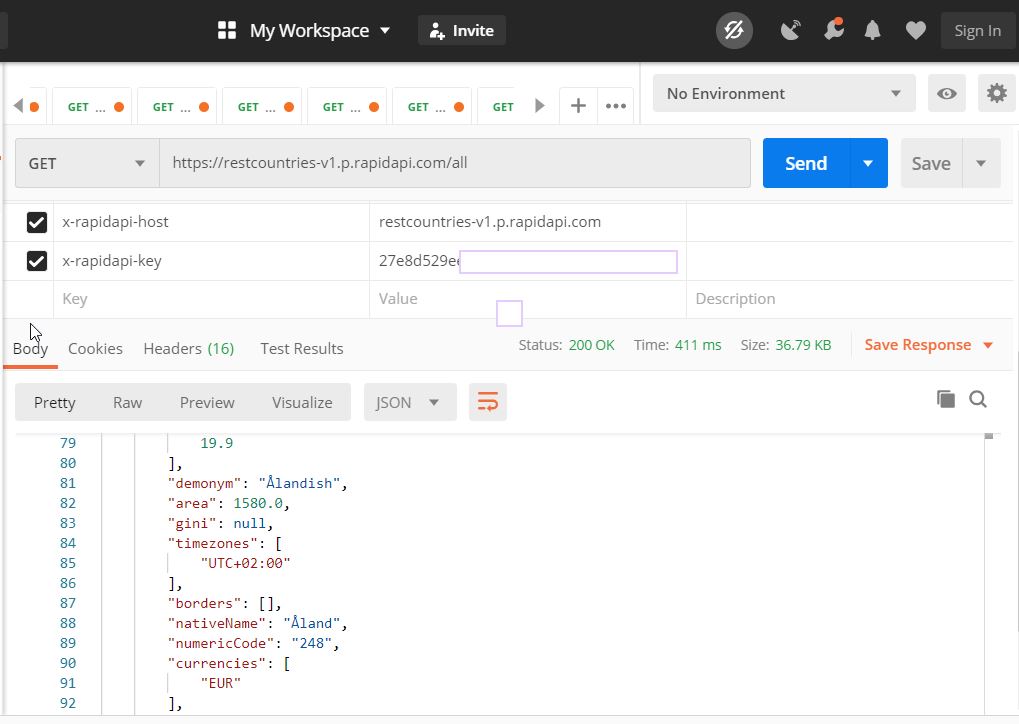 My Workspace Invite Sign In
GET ... GET ... GET ... GET ... GET ... GET + ••• No Environment
GET https://restcountries-v1.p.rapidapi.com/all Send Save
x-rapidapi-host restcountries-v1.p.rapidapi.com
x-rapidapi-key 27e8d529e
Key Value Description
Body Cookies Headers (16) Test Results Status: 200 OK Time: 411 ms Size: 36.79 KB Save Response
Pretty Raw Preview Visualize JSON
79 19.9
80 ],
81 "demonym": "Ålandish",
82 "area": 1580.0,
83 "gini": null,
84 "timezones": [
85 "UTC+02:00"
86 ],
87 "borders": [],
88 "nativeName": "Åland",
89 "numericCode": "248",
90 "currencies": [
91 "EUR"
92 ],